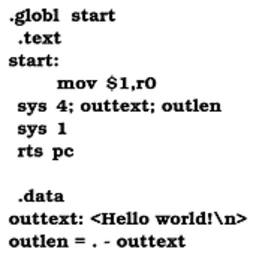 .globl start
.text
start:
mov $1,r0
sys 4; outtext; outlen
sys 1
rts pc
.data
outtext: <Hello world!\n>
outlen = . - outtext